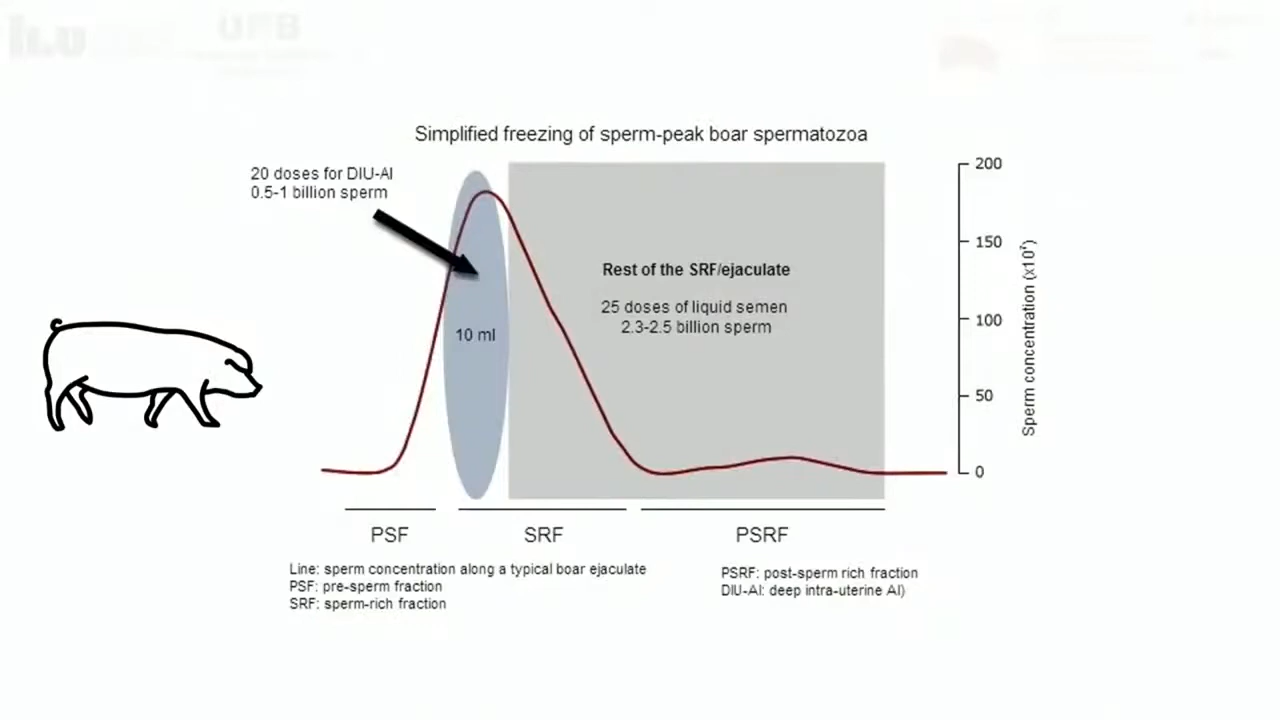 UAB
Simplified freezing of sperm-peak boar spermatozoa
20 doses for DIU-AI
0.5-1 billion sperm
10 ml
Rest of the SRF/ejaculate
25 doses of liquid semen
2.3-2.5 billion sperm
200
150
100
50
0
Sperm concentration (x10⁷)
PSF
SRF
PSRF
Line: sperm concentration along a typical boar ejaculate
PSF: pre-sperm fraction
SRF: sperm-rich fraction
PSRF: post-sperm rich fraction
DIU-AI: deep intra-uterine AI)